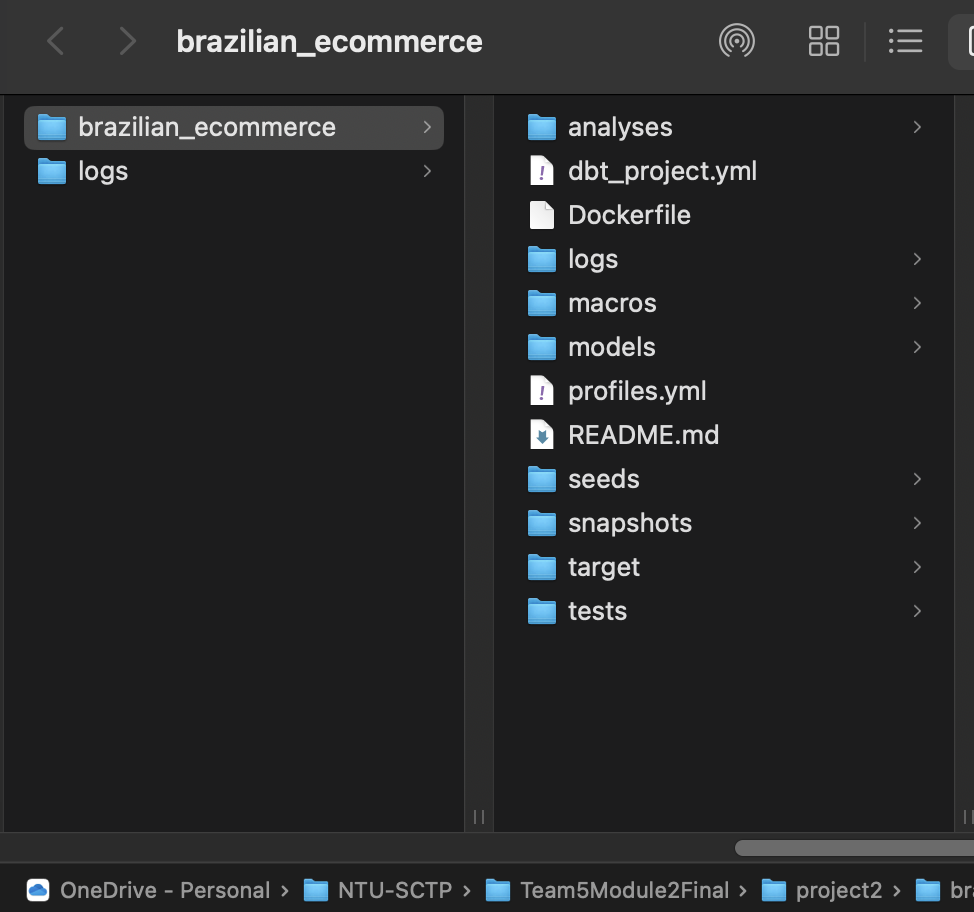 brazilian_ecommerce
brazilian_ecommerce
logs
analyses
dbt_project.yml
Dockerfile
logs
macros
models
profiles.yml
README.md
seeds
snapshots
target
tests
OneDrive - Personal › NTU-SCTP › Team5Module2Final › project2 › br